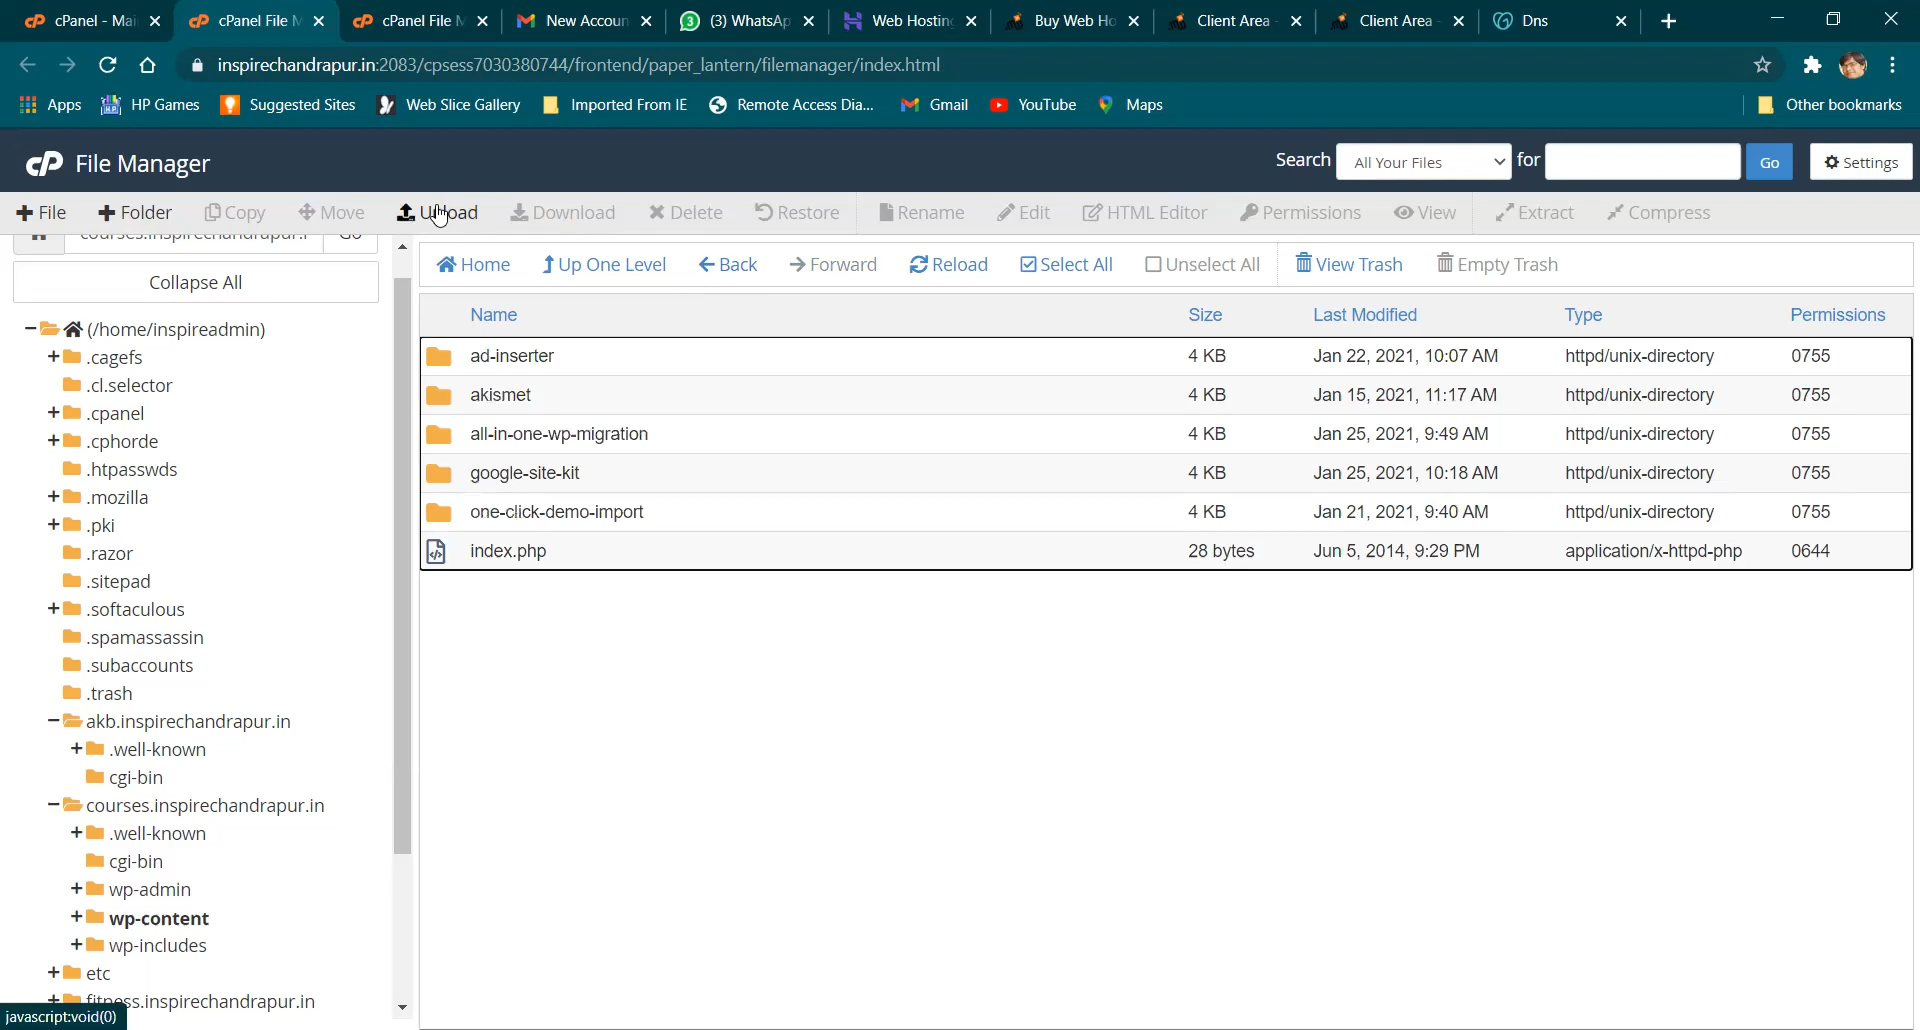 cPanel - Mai
cPanel File M
cPanel File M
New Accoun
(3) WhatsAp
Web Hosting
Buy Web Ho
Client Area -
Client Area -
Dns
inspirechandrapur.in:2083/cpsess7030380744/frontend/paper_lantern/filemanager/index.html
Apps HP Games Suggested Sites Web Slice Gallery Imported From IE Remote Access Dia... Gmail YouTube Maps Other bookmarks
cP File Manager
Search All Your Files for Go Settings
File Folder Copy Move Upload Download Delete Restore Rename Edit HTML Editor Permissions View Extract Compress
courses.inspirechandrapur.i Go
Collapse All
(/home/inspireadmin)
.cagefs
.cl.selector
.cpanel
.cphorde
.htpasswds
.mozilla
.pki
.razor
.sitepad
.softaculous
.spamassassin
.subaccounts
.trash
akb.inspirechandrapur.in
.well-known
cgi-bin
courses.inspirechandrapur.in
.well-known
cgi-bin
wp-admin
wp-content
wp-includes
etc
fitness.inspirechandrapur.in
javascript:void(0)
Home Up One Level Back Forward Reload Select All Unselect All View Trash Empty Trash
Name Size Last Modified Type Permissions
ad-inserter 4 KB Jan 22, 2021, 10:07 AM httpd/unix-directory 0755
akismet 4 KB Jan 15, 2021, 11:17 AM httpd/unix-directory 0755
all-in-one-wp-migration 4 KB Jan 25, 2021, 9:49 AM httpd/unix-directory 0755
google-site-kit 4 KB Jan 25, 2021, 10:18 AM httpd/unix-directory 0755
one-click-demo-import 4 KB Jan 21, 2021, 9:40 AM httpd/unix-directory 0755
index.php 28 bytes Jun 5, 2014, 9:29 PM application/x-httpd-php 0644